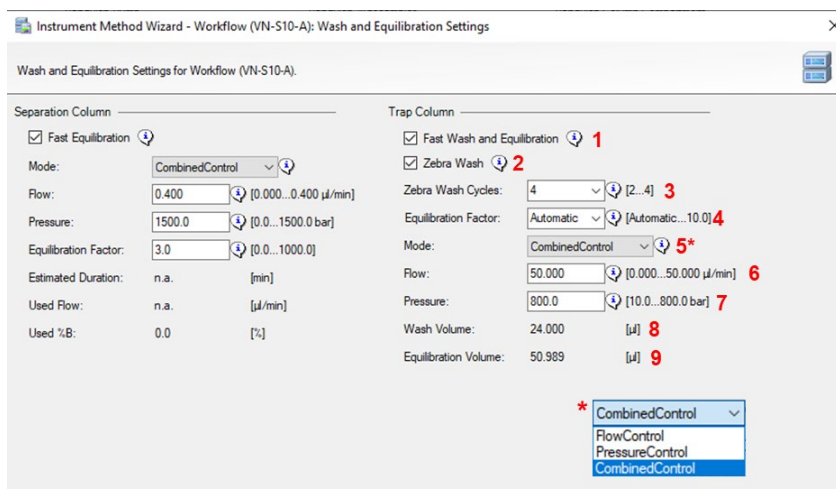 Instrument Method Wizard - Workflow (VN-S10-A): Wash and Equilibration Settings
Wash and Equilibration Settings for Workflow (VN-S10-A).
Separation Column
Fast Equilibration
Mode: CombinedControl
Flow: 0.400 [0.000...0.400 µl/min]
Pressure: 1500.0 [0.0...1500.0 bar]
Equilibration Factor: 3.0 [0.0...1000.0]
Estimated Duration: n.a. [min]
Used Flow: n.a. [µl/min]
Used %B: 0.0 [%]
Trap Column
Fast Wash and Equilibration 1
Zebra Wash 2
Zebra Wash Cycles: 4 [2...4] 3
Equilibration Factor: Automatic [Automatic...10.0] 4
Mode: CombinedControl 5*
Flow: 50.000 [0.000...50.000 µl/min] 6
Pressure: 800.0 [10.0...800.0 bar] 7
Wash Volume: 24.000 [µl] 8
Equilibration Volume: 50.989 [µl] 9
* CombinedControl
FlowControl
PressureControl
CombinedControl